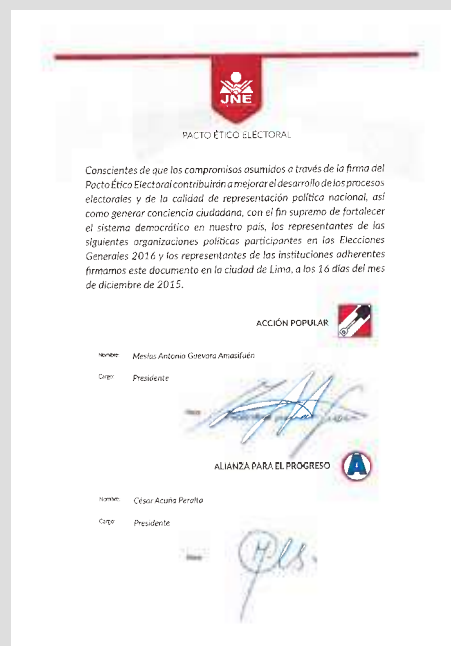 JNE
PACTO ÉTICO ELECTORAL
Conscientes de que los compromisos asumidos a través de la firma del
Pacto Ético Electoral contribuirán a mejorar el desarrollo de los procesos
electorales y de la calidad de representación política nacional, así
como generar conciencia ciudadana, con el fin supremo de fortalecer
el sistema democrático en nuestro país, los representantes de las
siguientes organizaciones políticas participantes en las Elecciones
Generales 2016 y los representantes de las instituciones adherentes
firmamos este documento en la ciudad de Lima, a los 16 días del mes
de diciembre de 2015.
ACCIÓN POPULAR
Nombre: Mesías Antonio Guevara Amasifuén
Cargo: Presidente
ALIANZA PARA EL PROGRESO
A
Nombre: César Acuña Peralta
Cargo: Presidente